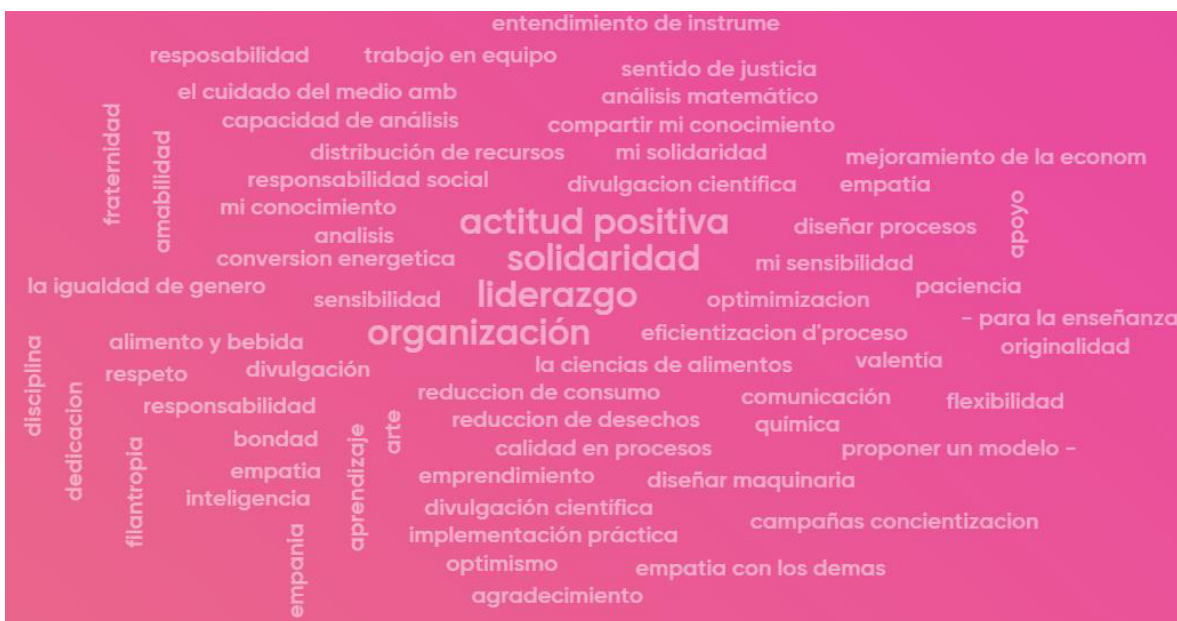 entendimiento de instrume
resposabilidad
trabajo en equipo
sentido de justicia
el cuidado del medio amb
análisis matemático
fraternidad
capacidad de análisis
compartir mi conocimiento
amabilidad
distribución de recursos
mi solidaridad
mejoramiento de la econom
responsabilidad social
divulgacion científica
empatía
mi conocimiento
actitud positiva
diseñar procesos
apoyo
analisis
conversion energetica
solidaridad
mi sensibilidad
la igualdad de genero
sensibilidad
liderazgo
optimimizacion
paciencia
organización
eficientizacion d'proceso
- para la enseñanza
alimento y bebida
originalidad
disciplina
respeto
divulgación
la ciencias de alimentos
valentía
dedicacion
responsabilidad
reduccion de consumo
comunicación
flexibilidad
arte
reduccion de desechos
química
bondad
calidad en procesos
proponer un modelo -
filantropia
empatia
aprendizaje
emprendimiento
diseñar maquinaria
inteligencia
divulgación científica
campañas concientizacion
implementación práctica
empania
optimismo
empatia con los demas
agradecimiento